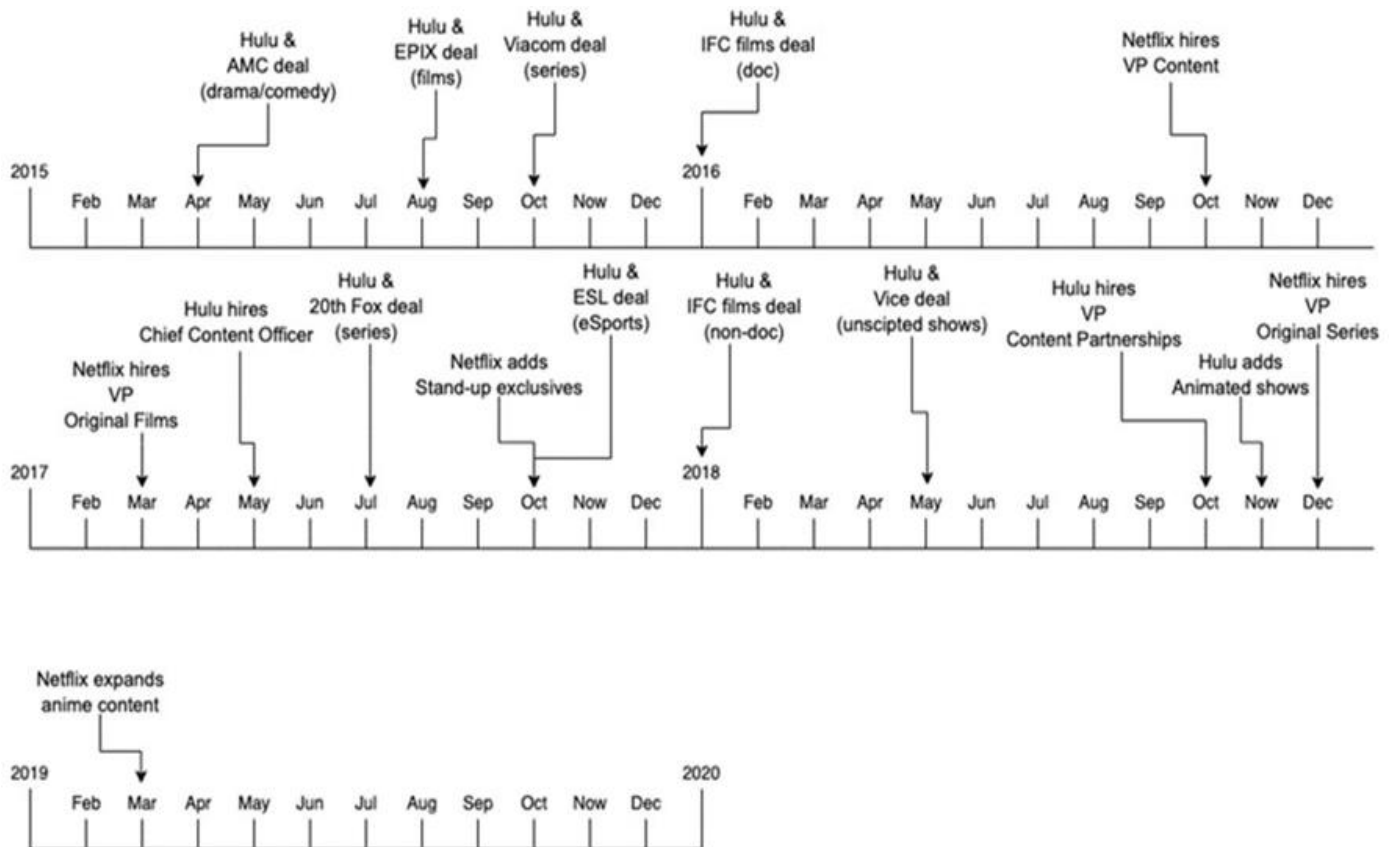 Hulu &
AMC deal
(drama/comedy)
Hulu &
EPIX deal
(films)
Hulu &
Viacom deal
(series)
Hulu &
IFC films deal
(doc)
Netflix hires
VP Content
2015
2016
Feb Mar Apr May Jun Jul Aug Sep Oct Now Dec Feb Mar Apr May Jun Jul Aug Sep Oct Now Dec
Netflix hires
VP
Original Films
Hulu hires
Chief Content Officer
Hulu &
20th Fox deal
(series)
Netflix adds
Stand-up exclusives
Hulu &
ESL deal
(eSports)
Hulu &
IFC films deal
(non-doc)
Hulu &
Vice deal
(unscipted shows)
Hulu hires
VP
Content Partnerships
Hulu adds
Animated shows
Netflix hires
VP
Original Series
2017
2018
Feb Mar Apr May Jun Jul Aug Sep Oct Now Dec Feb Mar Apr May Jun Jul Aug Sep Oct Now Dec
Netflix expands
anime content
2019
2020
Feb Mar Apr May Jun Jul Aug Sep Oct Now Dec